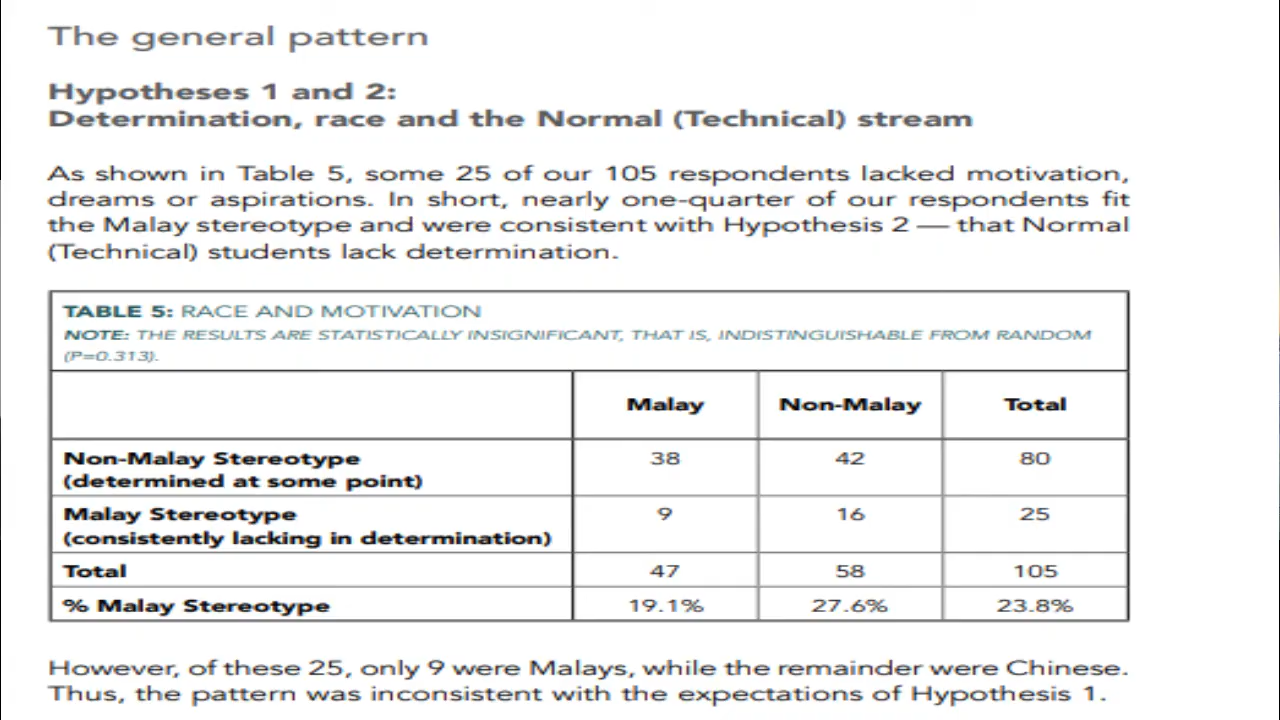 The general pattern
Hypotheses 1 and 2:
Determination, race and the Normal (Technical) stream
As shown in Table 5, some 25 of our 105 respondents lacked motivation,
dreams or aspirations. In short, nearly one-quarter of our respondents fit
the Malay stereotype and were consistent with Hypothesis 2 — that Normal
(Technical) students lack determination.
TABLE 5: RACE AND MOTIVATION
NOTE: THE RESULTS ARE STATISTICALLY INSIGNIFICANT, THAT IS, INDISTINGUISHABLE FROM RANDOM
(P=0.313).
Malay Non-Malay Total
Non-Malay Stereotype 38 42 80
(determined at some point)
Malay Stereotype 9 16 25
(consistently lacking in determination)
Total 47 58 105
% Malay Stereotype 19.1% 27.6% 23.8%
However, of these 25, only 9 were Malays, while the remainder were Chinese.
Thus, the pattern was inconsistent with the expectations of Hypothesis 1.